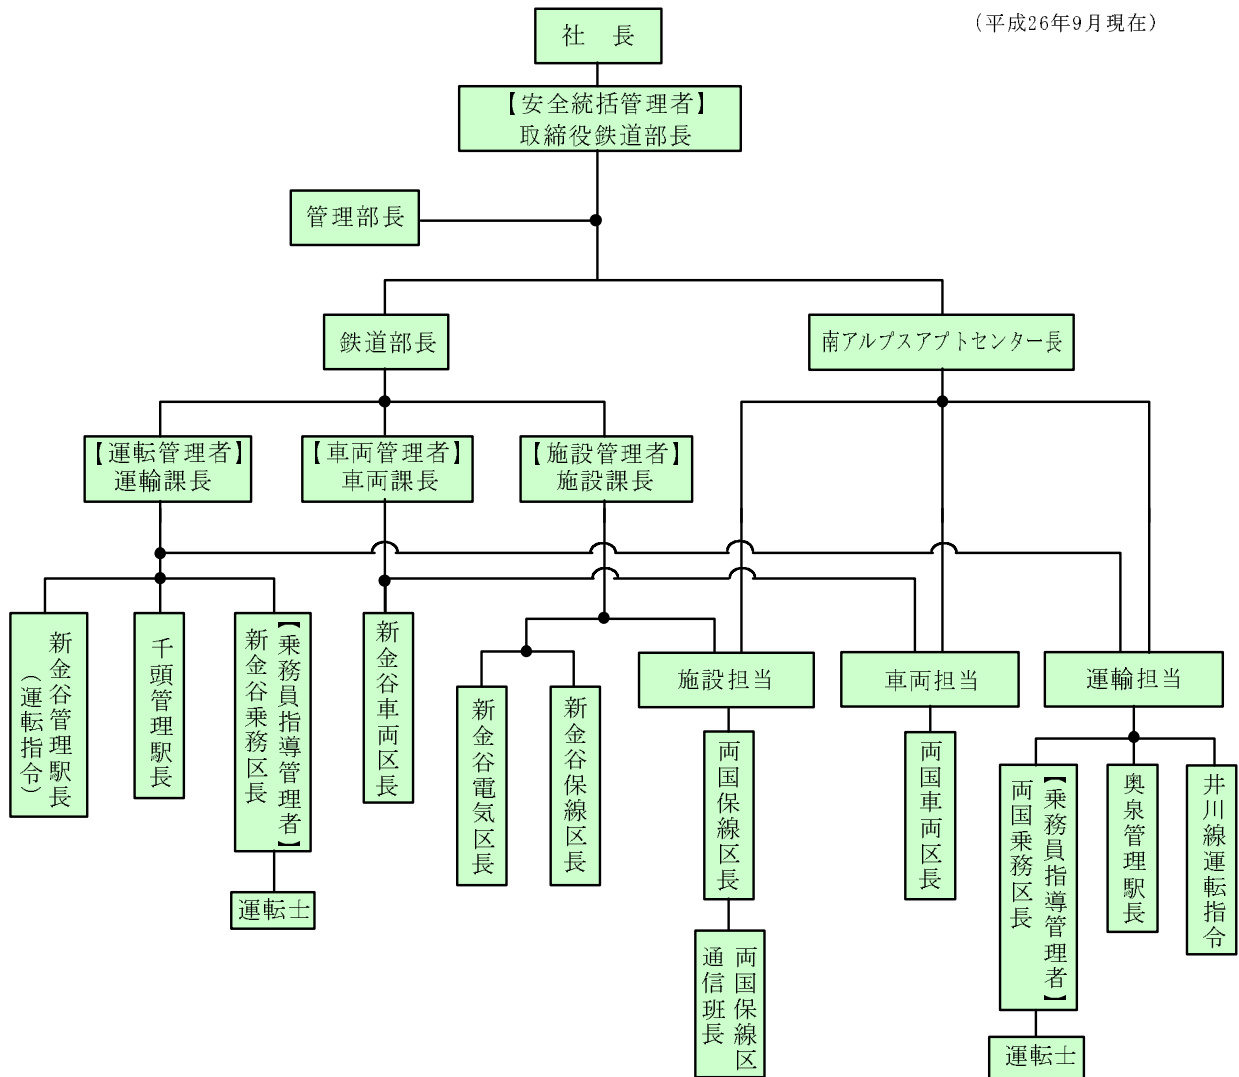 (平成26年9月現在)
社　長
【安全統括管理者】
取締役鉄道部長
管理部長
鉄道部長
南アルプスアプトセンター長
【運転管理者】
運輸課長
【車両管理者】
車両課長
【施設管理者】
施設課長
新金谷管理駅長
(運転指令)
千頭管理駅長
【乗務員指導管理者】
新金谷乗務区長
運転士
新金谷車両区長
新金谷電気区長
新金谷保線区長
施設担当
車両担当
運輸担当
両国保線区長
両国保線区
通信班長
両国車両区長
【乗務員指導管理者】
両国乗務区長
運転士
奥泉管理駅長
井川線運転指令